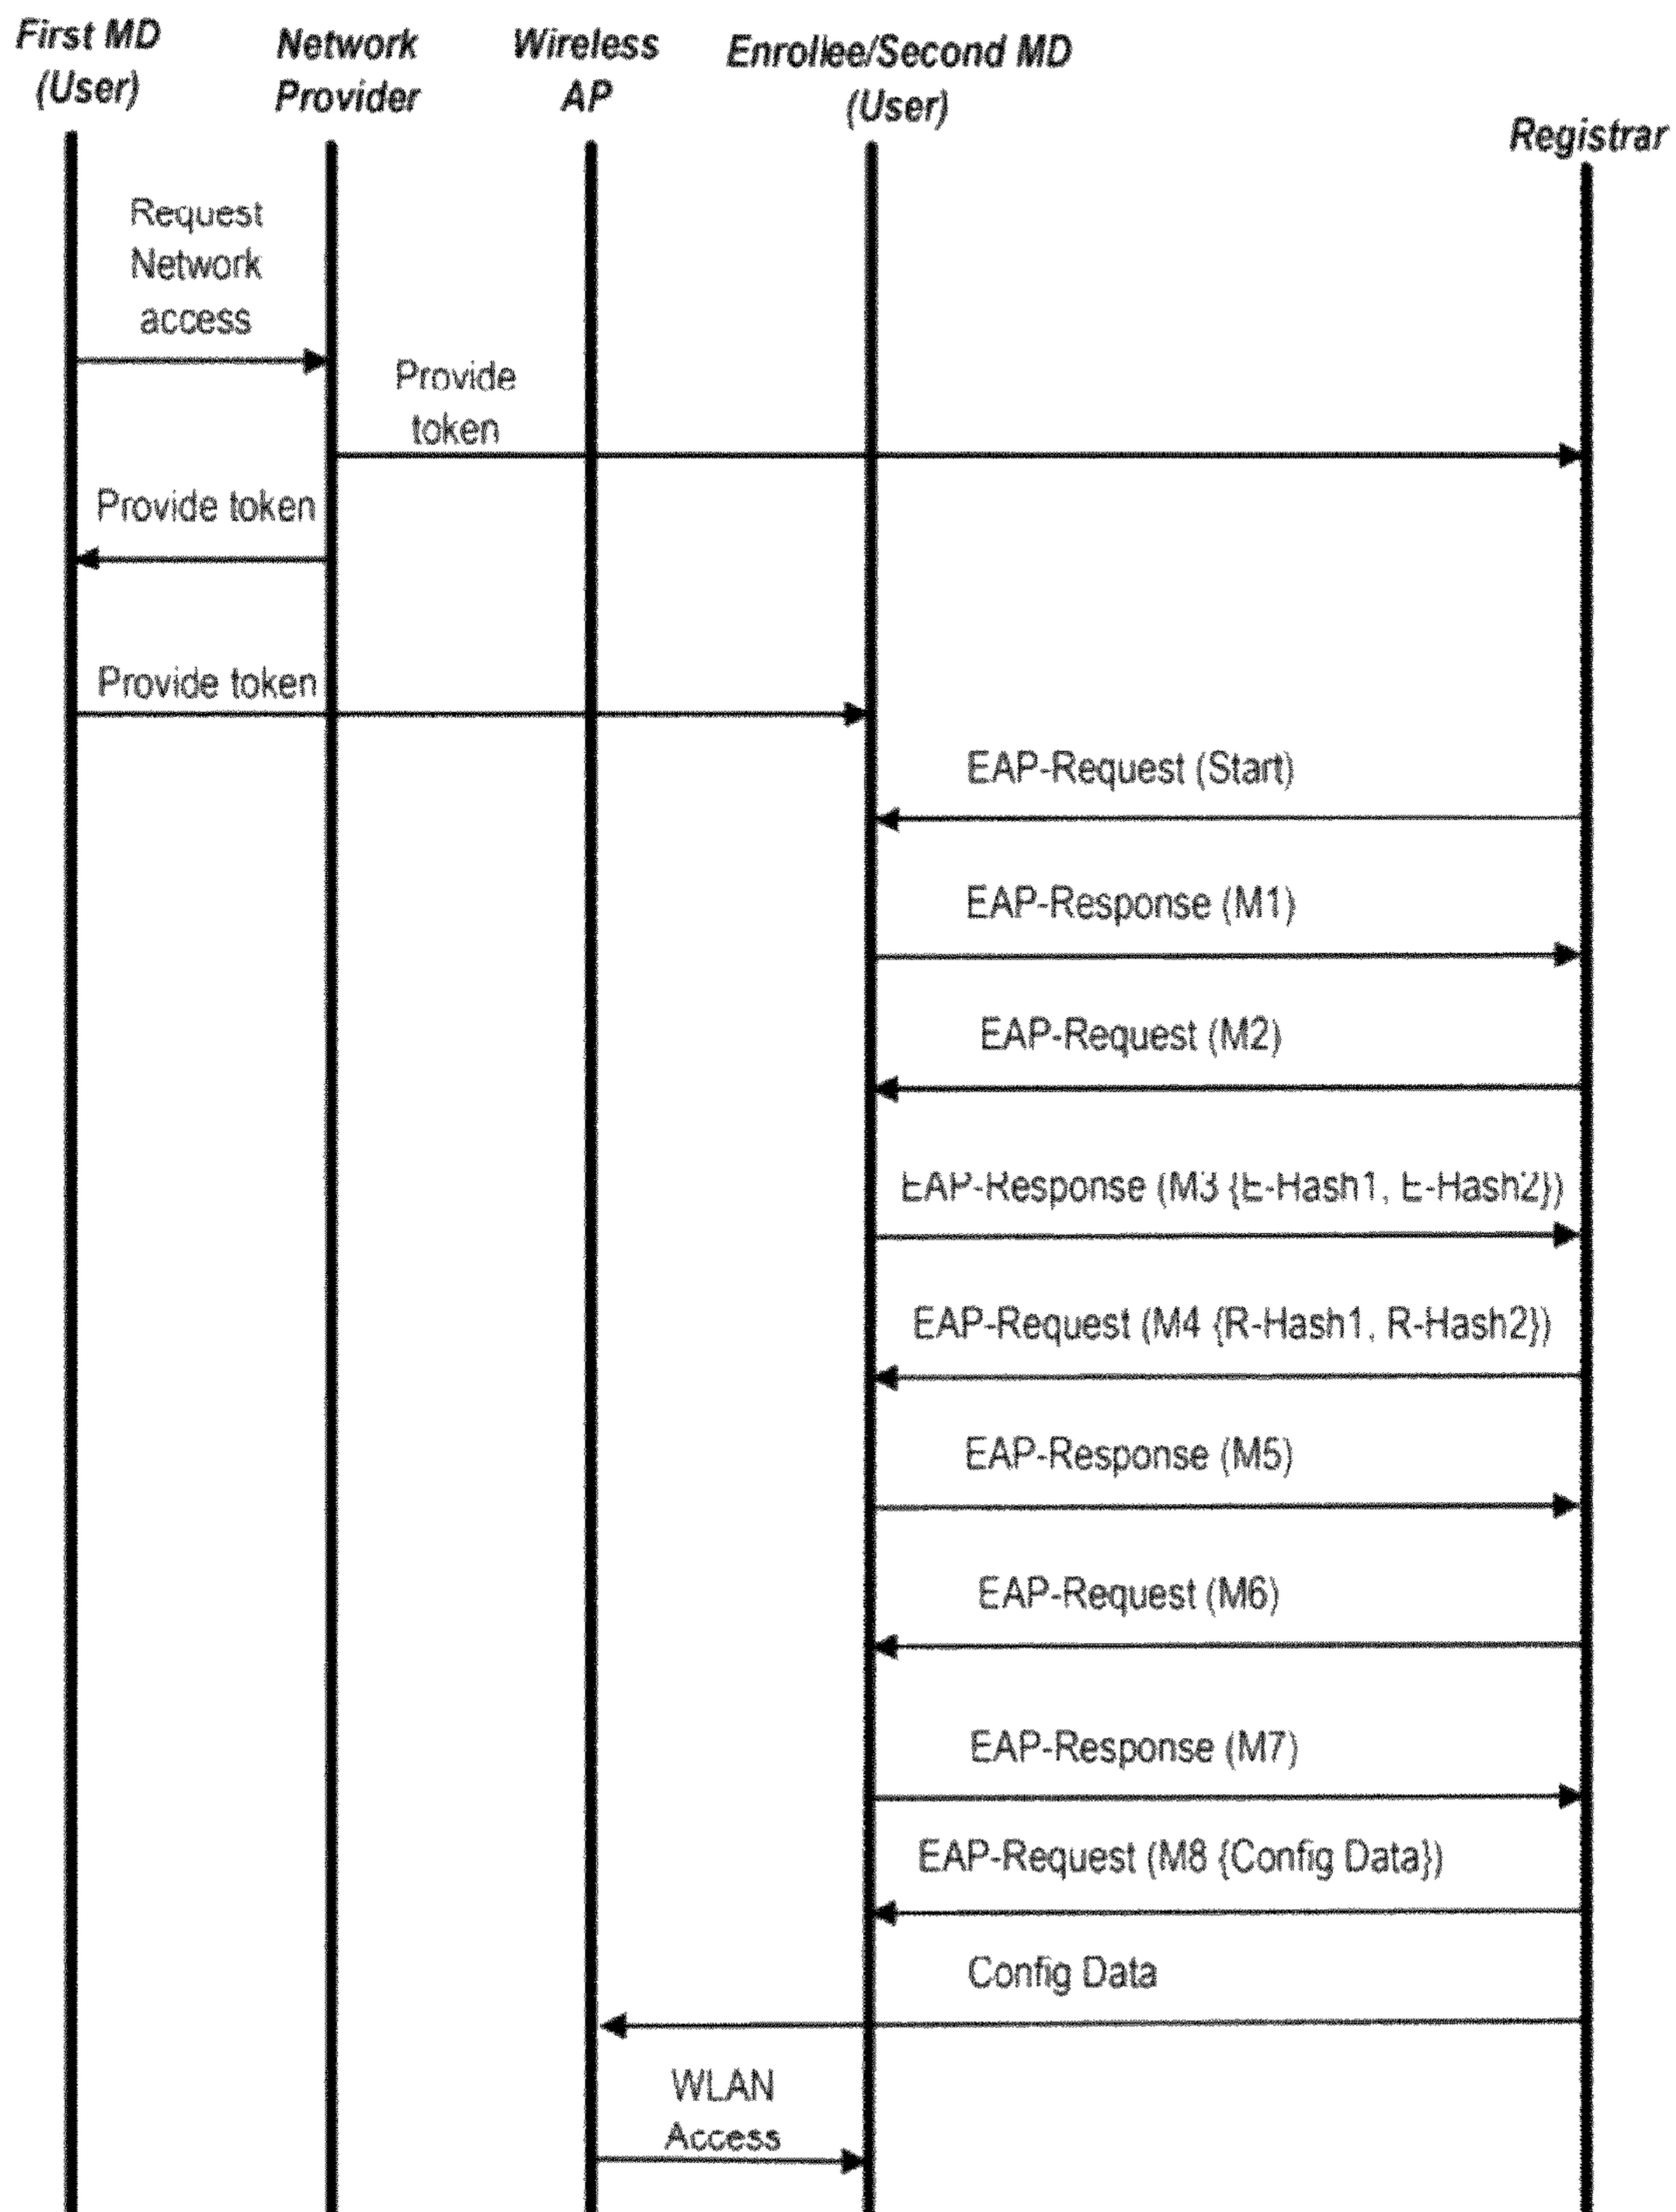 First MD
(User)
Network
Provider
Wireless
AP
Enrollee/Second MD
(User)
Registrar
Request
Network
access
Provide
token
Provide token
Provide token
EAP-Request (Start)
EAP-Response (M1)
EAP-Request (M2)
EAP-Response (M3 {E-Hash1, E-Hash2})
EAP-Request (M4 {R-Hash1, R-Hash2})
EAP-Response (M5)
EAP-Request (M6)
EAP-Response (M7)
EAP-Request (M8 {Config Data})
Config Data
WLAN
Access